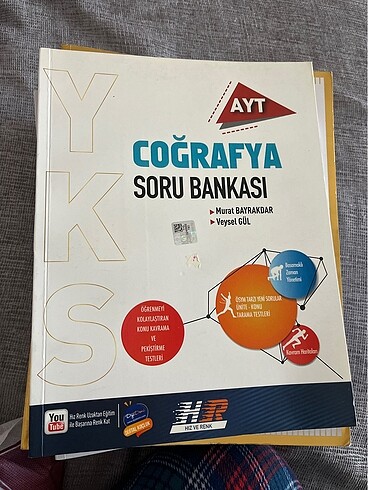 YKS
AYT
COĞRAFYA
SORU BANKASI
Murat BAYRAKDAR
Veysel GÜL
Basamaklı
Zaman
Yönetimi
ÖĞRENMEYİ
KOLAYLAŞTIRAN
KONU KAVRAMA
VE
PEKİŞTİRME
TESTLERİ
ÖSYM TARZI YENİ SORULAR
ÜNİTE - KONU
TARAMA TESTLERİ
Kavram Haritaları
You
Tube
Hız Renk Uzaktan Eğitim
ile Başarına Renk Kat
HR
HIZ VE RENK